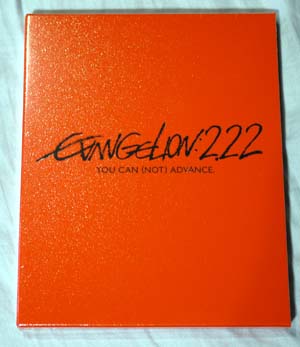 EVANGELION:2.22
YOU CAN (NOT) ADVANCE.